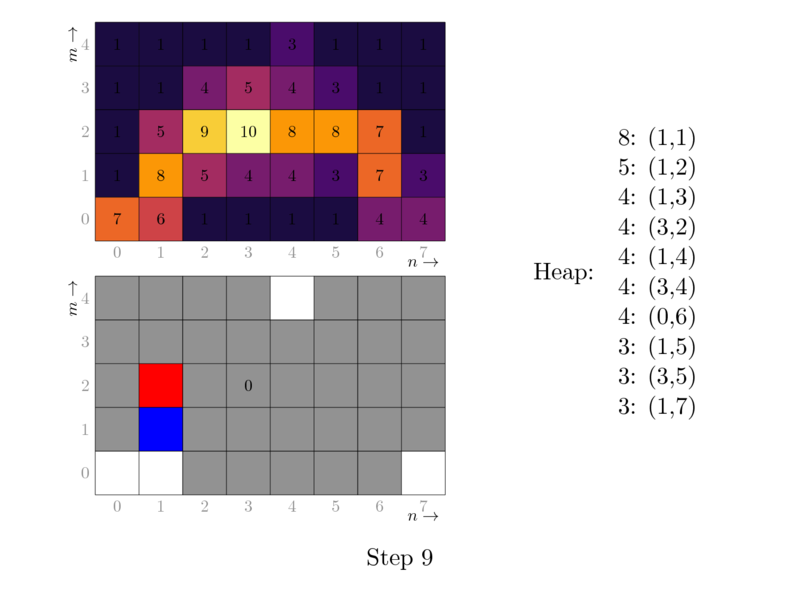 m →
4 1 1 1 1 3 1 1 1
3 1 1 4 5 4 3 1 1
2 1 5 9 10 8 8 7 1
1 1 8 5 4 4 3 7 3
0 7 6 1 1 1 1 4 4
0 1 2 3 4 5 6 7
n →
m →
4
3
2 0
1
0
0 1 2 3 4 5 6 7
n →
Heap:
8: (1,1)
5: (1,2)
4: (1,3)
4: (3,2)
4: (1,4)
4: (3,4)
4: (0,6)
3: (1,5)
3: (3,5)
3: (1,7)
Step 9